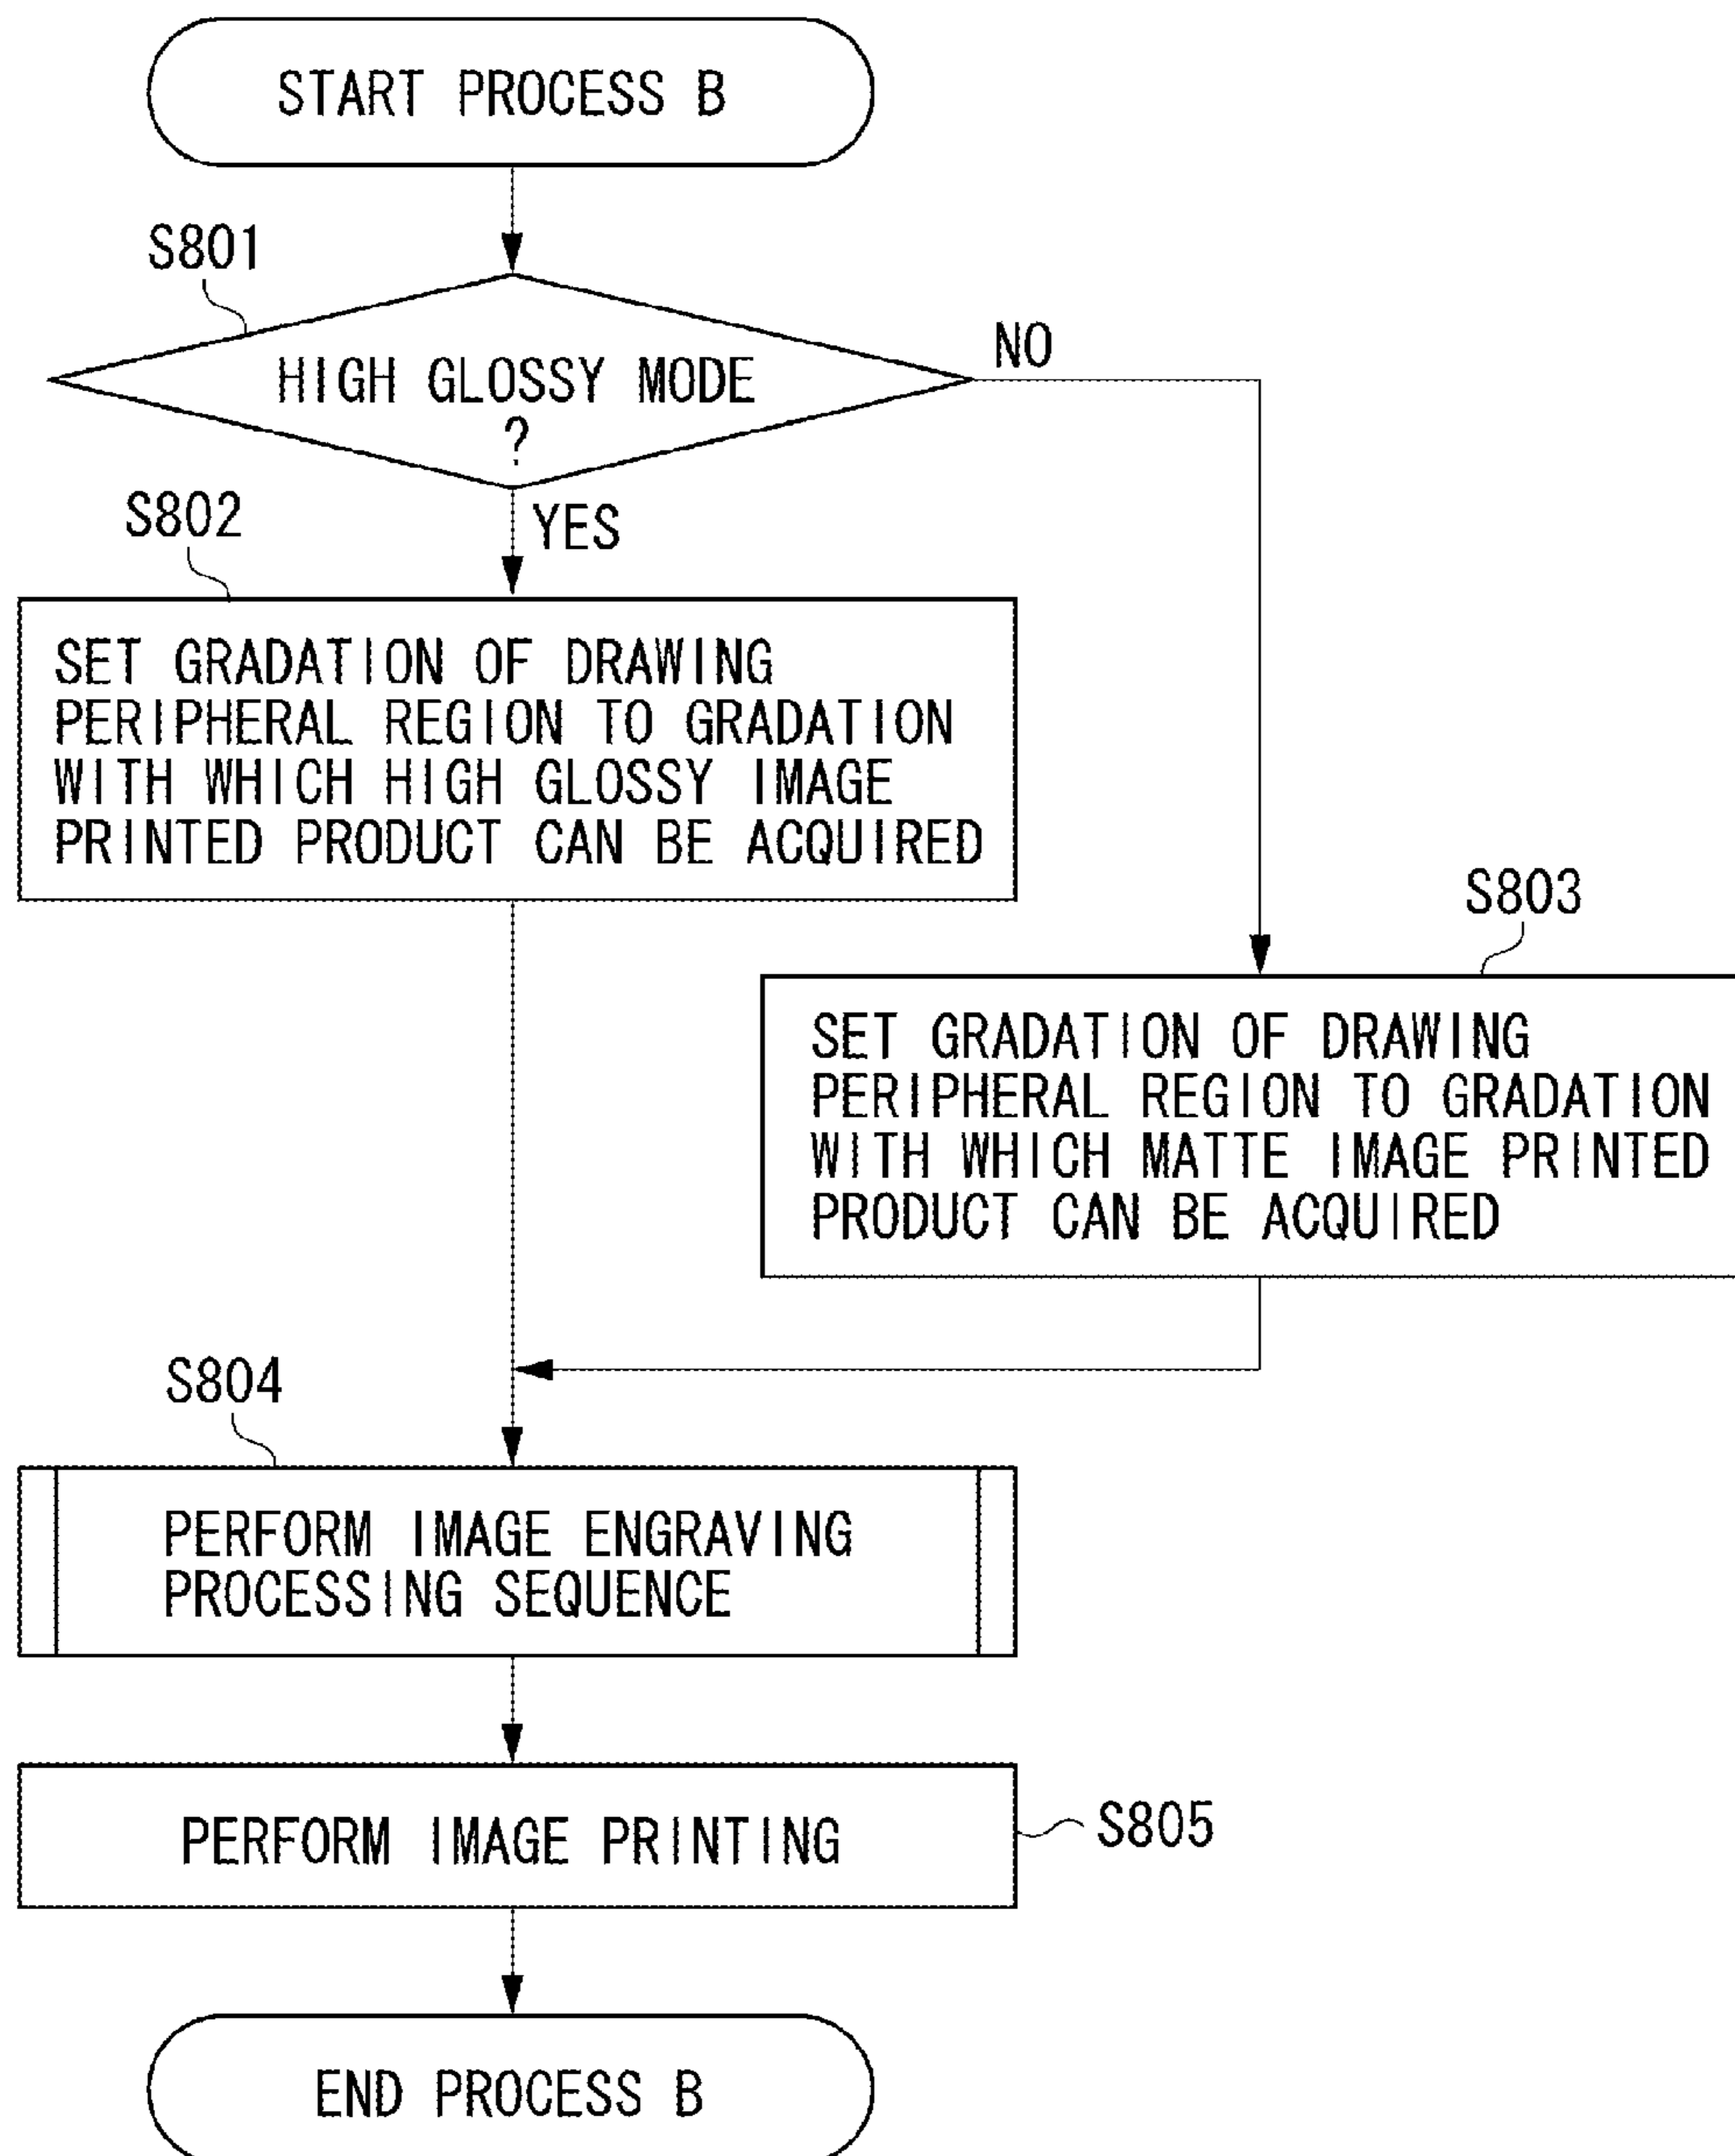 START PROCESS B
S801
HIGH GLOSSY MODE
?
NO
YES
S802
SET GRADATION OF DRAWING
PERIPHERAL REGION TO GRADATION
WITH WHICH HIGH GLOSSY IMAGE
PRINTED PRODUCT CAN BE ACQUIRED
S803
SET GRADATION OF DRAWING
PERIPHERAL REGION TO GRADATION
WITH WHICH MATTE IMAGE PRINTED
PRODUCT CAN BE ACQUIRED
S804
PERFORM IMAGE ENGRAVING
PROCESSING SEQUENCE
PERFORM IMAGE PRINTING
S805
END PROCESS B